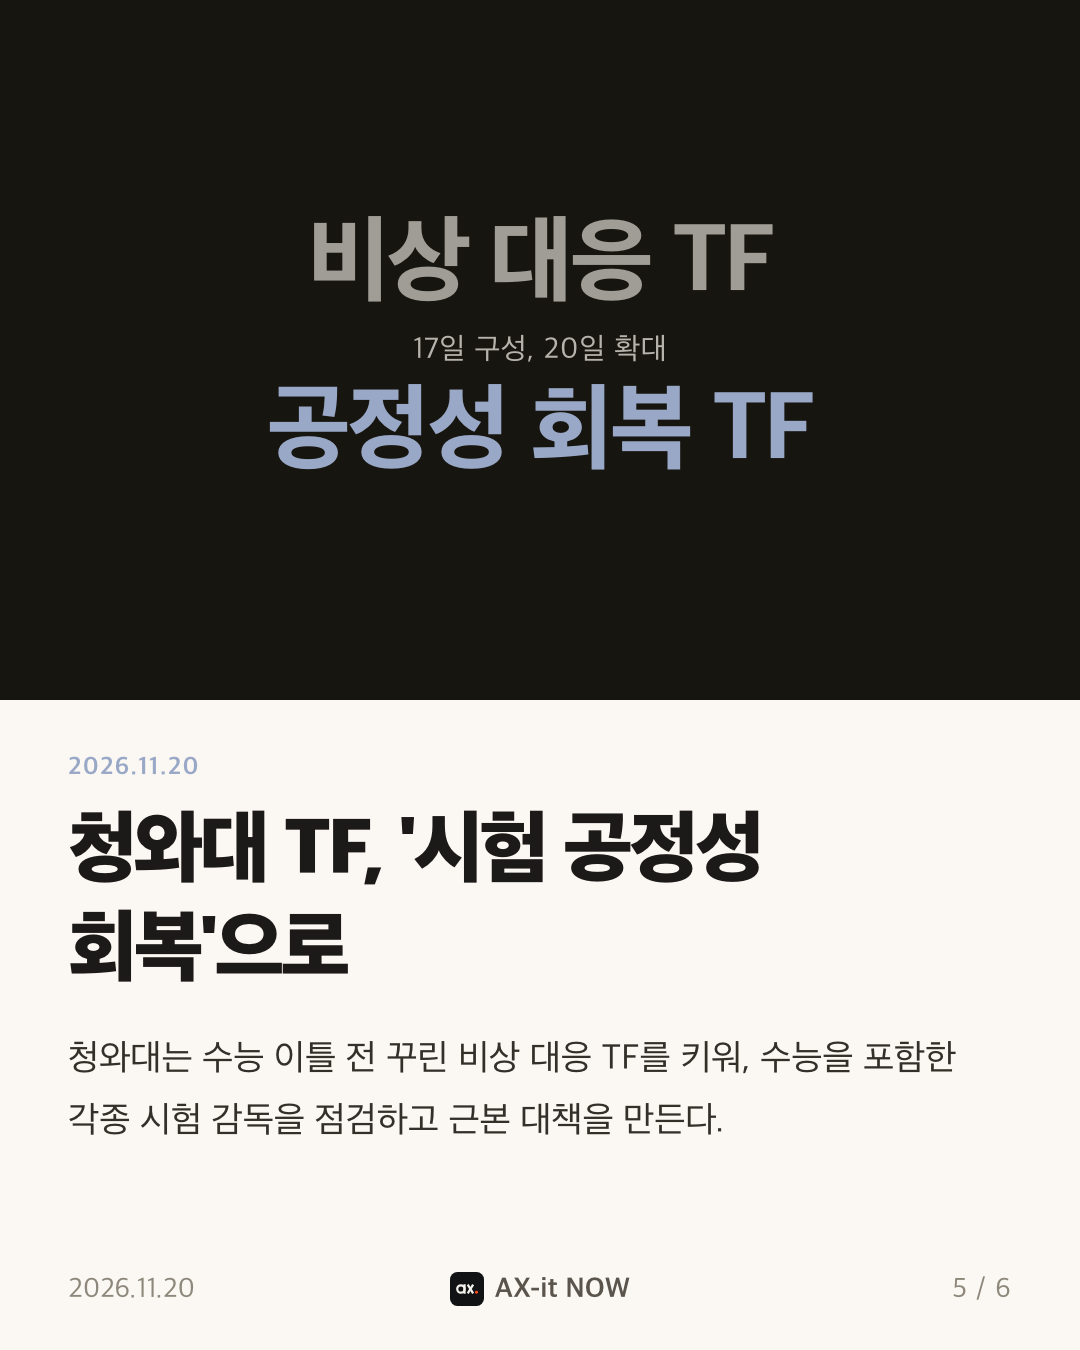 비상 대응 TF
17일 구성, 20일 확대
공정성 회복 TF
2026.11.20
청와대 TF, '시험 공정성
회복'으로
청와대는 수능 이틀 전 꾸린 비상 대응 TF를 키워, 수능을 포함한
각종 시험 감독을 점검하고 근본 대책을 만든다.
2026.11.20
ax. AX-it NOW
5 / 6